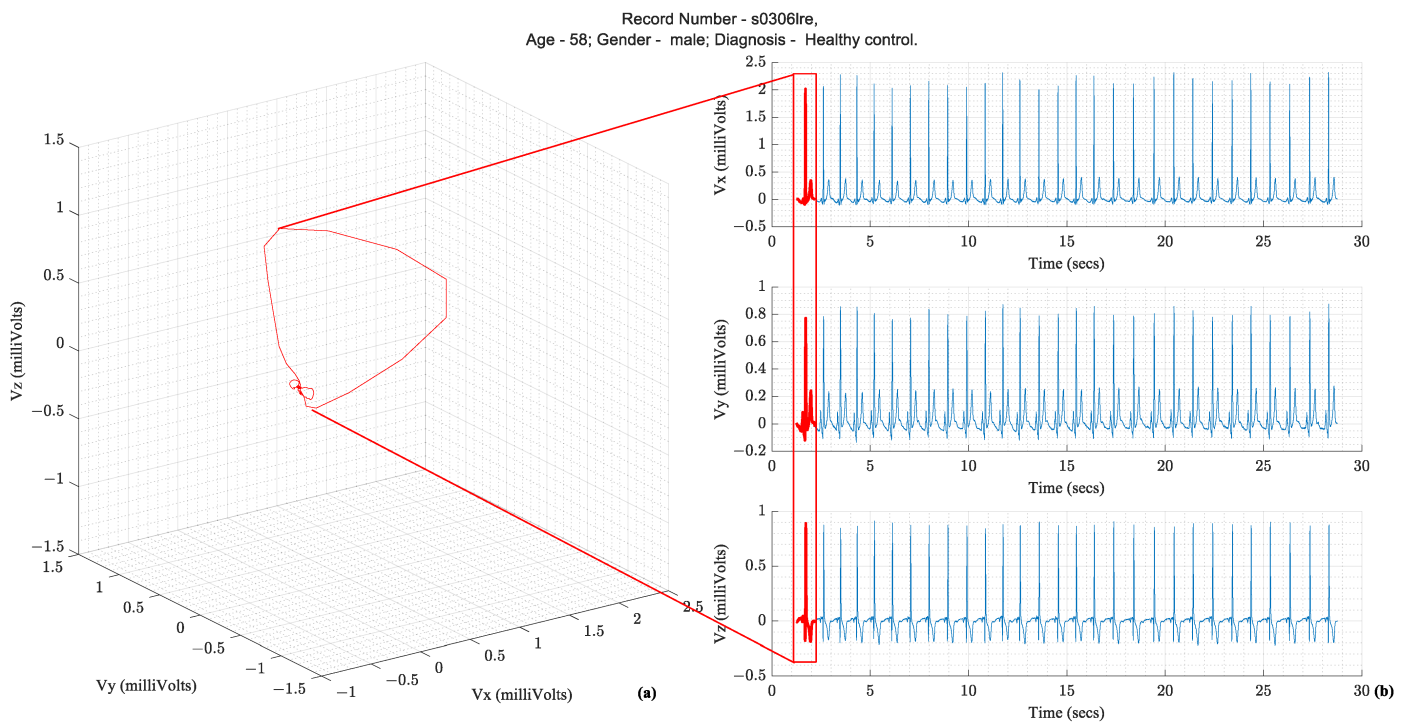 Record Number - s0306lre,
Age - 58; Gender -  male; Diagnosis -  Healthy control.
1.5
1
0.5
0
−0.5
−1
−1.5
Vz (milliVolts)
1.5
1
0.5
0
−0.5
−1
−1.5
Vy (milliVolts)
−1
−0.5
0
0.5
1
1.5
2
2.5
Vx (milliVolts)
(a)
2.5
2
1.5
1
0.5
0
−0.5
Vx (milliVolts)
0 5 10 15 20 25 30
Time (secs)
1
0.8
0.6
0.4
0.2
0
−0.2
Vy (milliVolts)
0 5 10 15 20 25 30
Time (secs)
1
0.5
0
−0.5
Vz (milliVolts)
0 5 10 15 20 25 30
Time (secs)
(b)